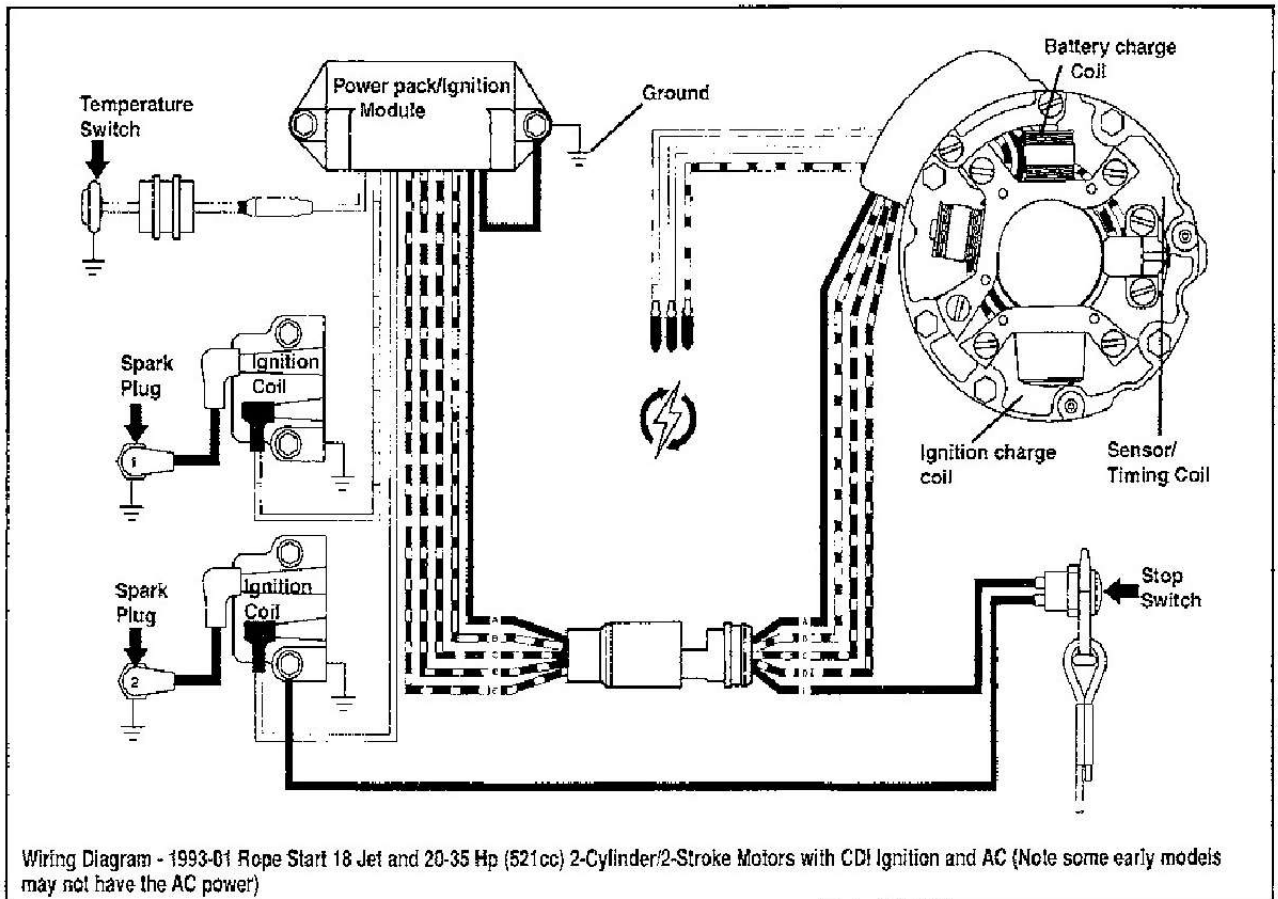 Battery charge
Coil
Power pack/Ignition
Module
Ground
Temperature
Switch
Spark
Plug
Ignition
Coil
1
Ignition charge
coil
Sensor/
Timing Coil
Spark
Plug
Ignition
Coil
2
Stop
Switch
A
B
C
A
B
C
D
Wiring Diagram - 1993-01 Rope Start 18 Jet and 20-35 Hp (521cc) 2-Cylinder/2-Stroke Motors with CDI Ignition and AC (Note some early models
may not have the AC power)